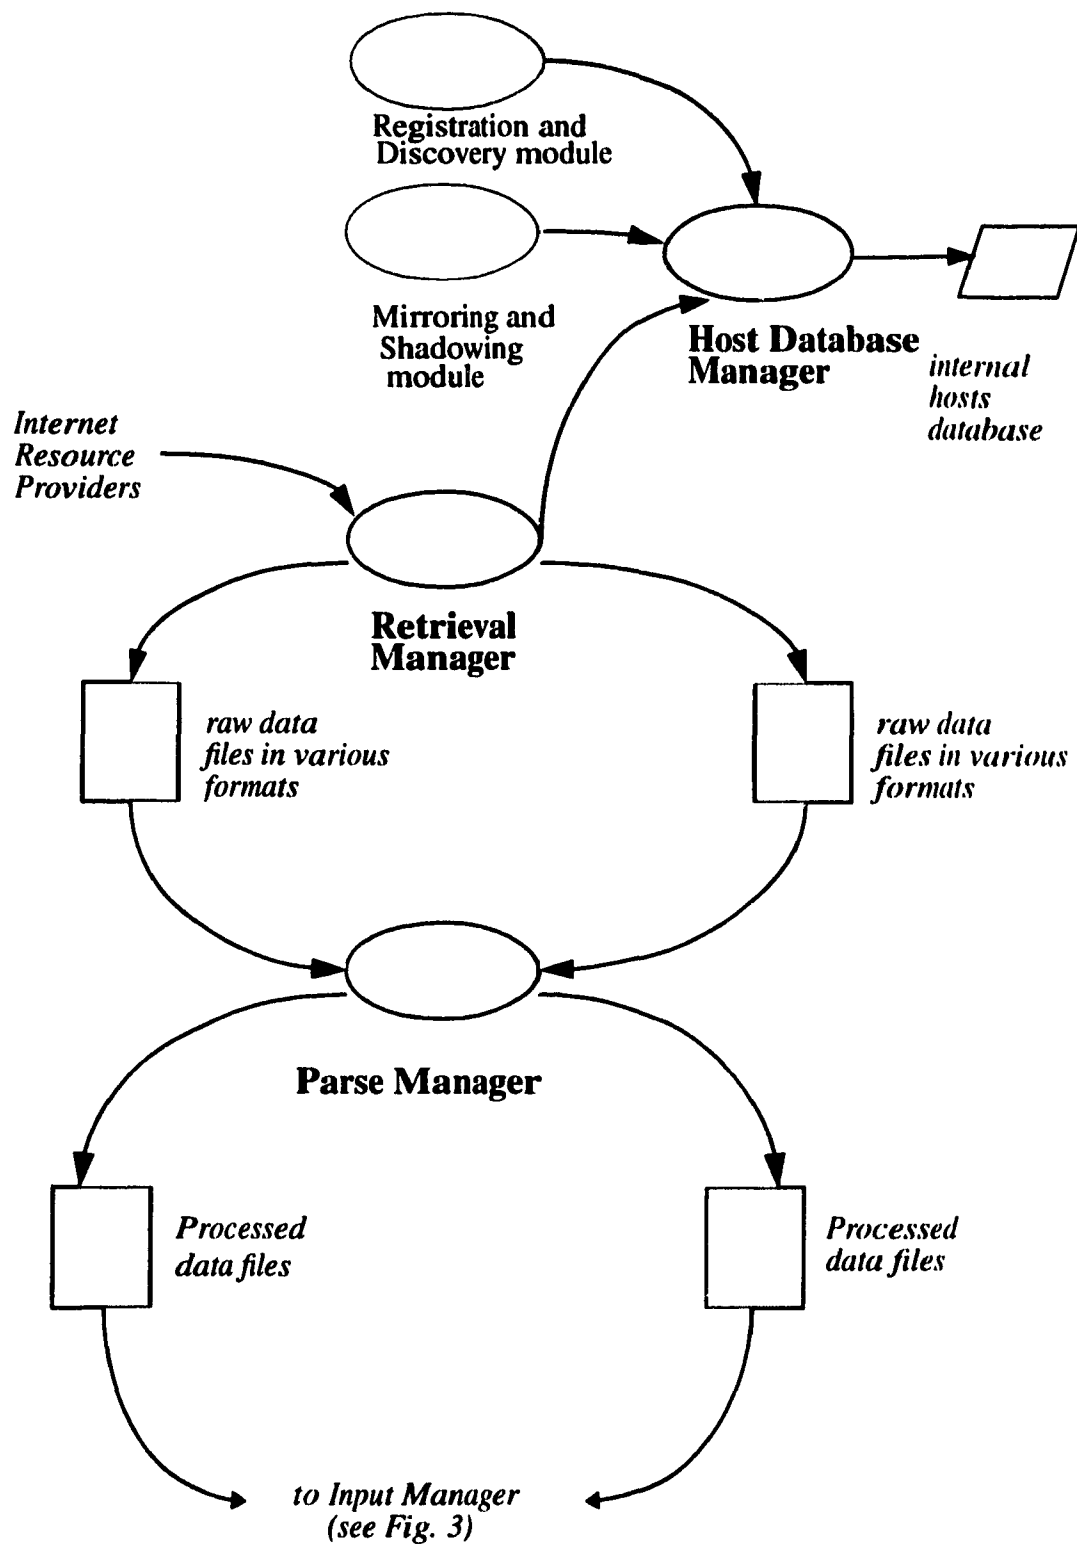 Registration and
Discovery module
Mirroring and
Shadowing
module
Host Database
Manager
internal
hosts
database
Internet
Resource
Providers
Retrieval
Manager
raw data
files in various
formats
raw data
files in various
formats
Parse Manager
Processed
data files
Processed
data files
to Input Manager
(see Fig. 3)